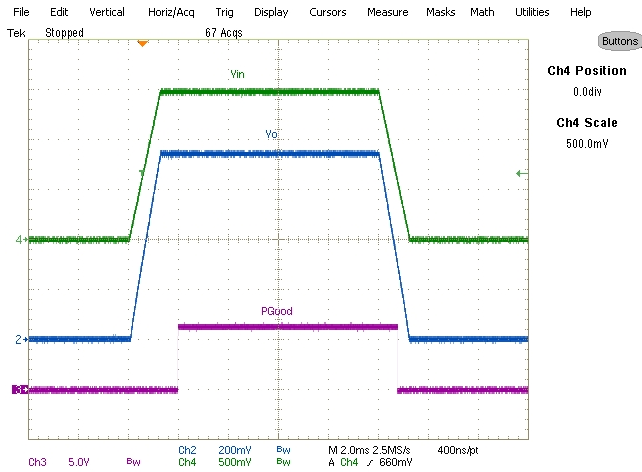 File Edit Vertical Horiz/Acq Trig Display Cursors Measure Masks Math Utilities Help
Tek Stopped 67 Acqs
Buttons
Ch4 Position
0.0div
Ch4 Scale
500.0mV
Vin
Vo
PGood
4
2
3
Ch2 200mV Bw M 2.0ms 2.5MS/s 400ns/pt
Ch3 5.0V Bw Ch4 500mV Bw A Ch4 / 660mV